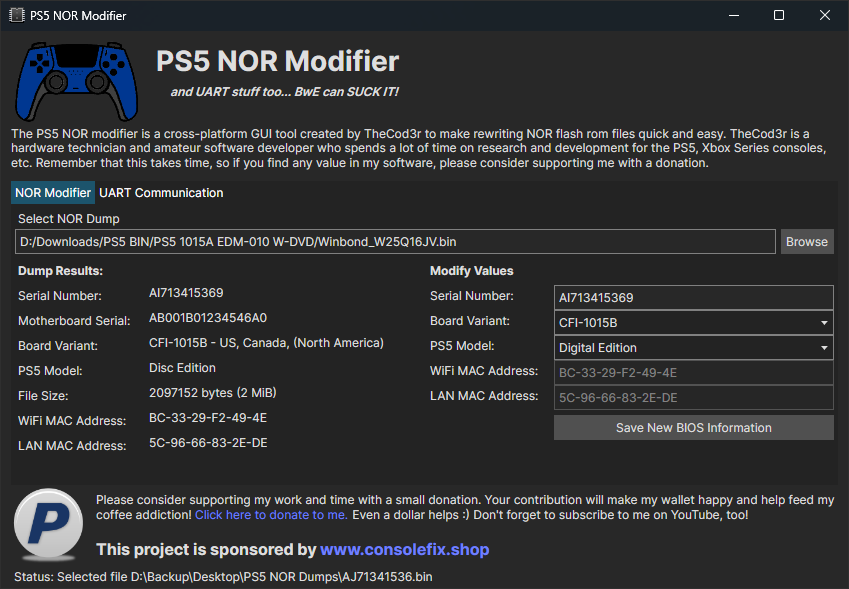 PS5 NOR Modifier
PS5 NOR Modifier
and UART stuff too... BwE can SUCK IT!
The PS5 NOR modifier is a cross-platform GUI tool created by TheCod3r to make rewriting NOR flash rom files quick and easy. TheCod3r is a
hardware technician and amateur software developer who spends a lot of time on research and development for the PS5, Xbox Series consoles,
etc. Remember that this takes time, so if you find any value in my software, please consider supporting me with a donation.
NOR Modifier UART Communication
Select NOR Dump
D:/Downloads/PS5 BIN/PS5 1015A EDM-010 W-DVD/Winbond_W25Q16JV.bin Browse
Dump Results:
Serial Number: AI713415369
Motherboard Serial: AB001B01234546A0
Board Variant: CFI-1015B - US, Canada, (North America)
PS5 Model: Disc Edition
File Size: 2097152 bytes (2 MiB)
WiFi MAC Address: BC-33-29-F2-49-4E
LAN MAC Address: 5C-96-66-83-2E-DE
Modify Values
Serial Number: AI713415369
Board Variant: CFI-1015B
PS5 Model: Digital Edition
WiFi MAC Address: BC-33-29-F2-49-4E
LAN MAC Address: 5C-96-66-83-2E-DE
Save New BIOS Information
Please consider supporting my work and time with a small donation. Your contribution will make my wallet happy and help feed my
coffee addiction! Click here to donate to me. Even a dollar helps :) Don't forget to subscribe to me on YouTube, too!
This project is sponsored by www.consolefix.shop
Status: Selected file D:\Backup\Desktop\PS5 NOR Dumps\AJ71341536.bin